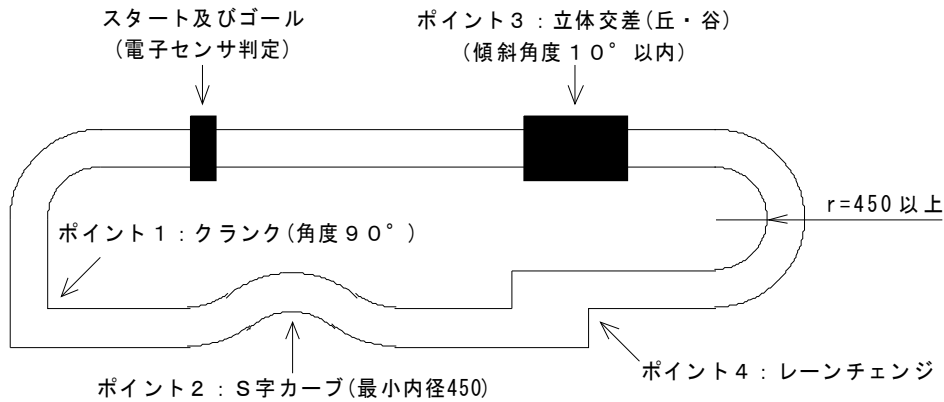 スタート及びゴール
(電子センサ判定)
ポイント３：立体交差(丘・谷)
(傾斜角度１０°以内)
r=450以上
ポイント１：クランク(角度９０°)
ポイント２：Ｓ字カーブ(最小内径450)
ポイント４：レーンチェンジ